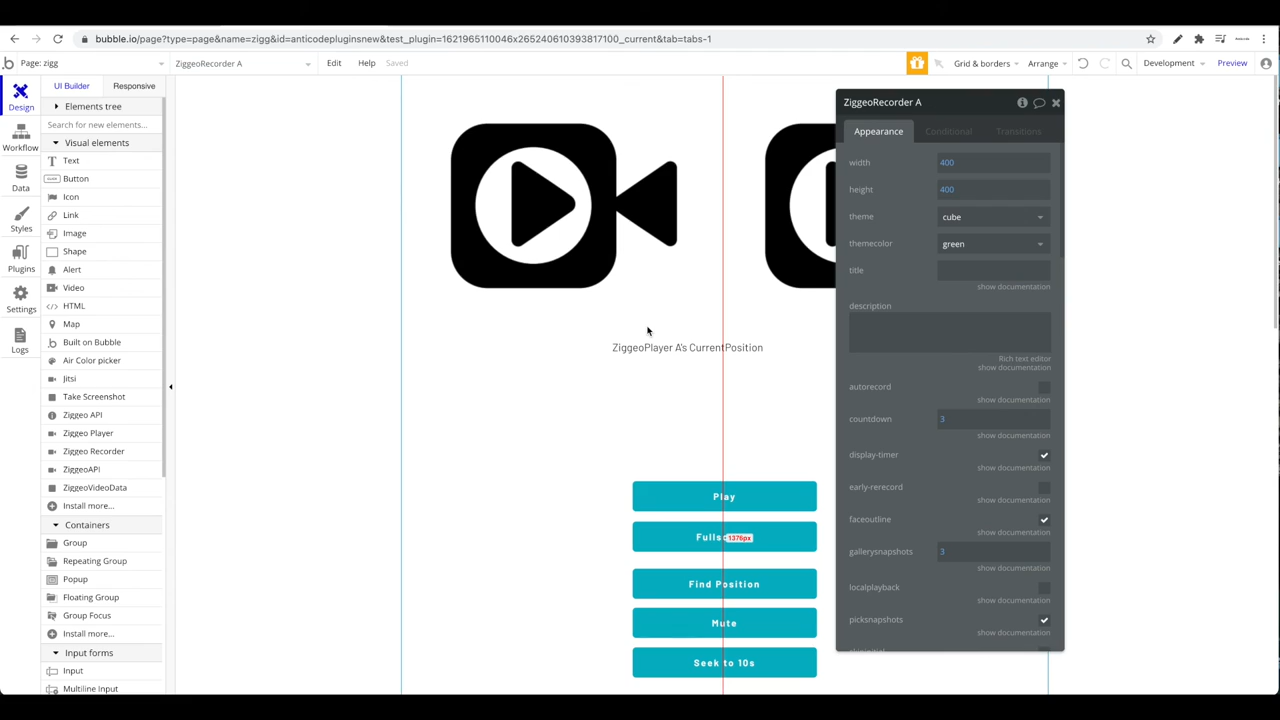 bubble.io/page?type=page&name=zigg&id=anticodepluginsnew&test_plugin=1621965110046x265240610393817100_current&tab=tabs-1
Page: zigg
ZiggeoRecorder A
Edit
Help
Saved
Grid & borders
Arrange
Development
Preview
Design
Workflow
Data
Styles
Plugins
Settings
Logs
UI Builder
Responsive
Elements tree
Search for new elements...
Visual elements
Text
Button
Icon
Link
Image
Shape
Alert
Video
HTML
Map
Built on Bubble
Air Color picker
Jitsi
Take Screenshot
Ziggeo API
Ziggeo Player
Ziggeo Recorder
ZiggeoAPI
ZiggeoVideoData
Install more...
Containers
Group
Repeating Group
Popup
Floating Group
Group Focus
Install more...
Input forms
Input
Multiline Input
ZiggeoPlayer A's CurrentPosition
Play
1376px
Find Position
Mute
Seek to 10s
ZiggeoRecorder A
Appearance
Conditional
Transitions
width
400
height
400
theme
cube
themecolor
green
title
show documentation
description
Rich text editor
show documentation
autorecord
show documentation
countdown
3
show documentation
display-timer
show documentation
early-rerecord
show documentation
faceoutline
show documentation
gallerysnapshots
3
show documentation
localplayback
show documentation
picksnapshots
show documentation